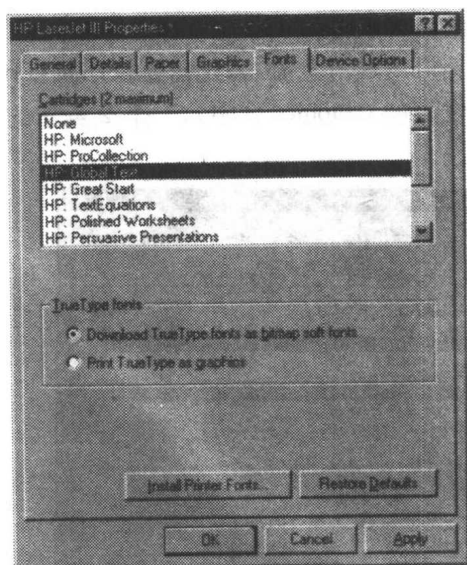 HP LaserJet III Properties
General Details Paper Graphics Fonts Device Options
Cartridges (2 maximum)
None
HP: Microsoft
HP: ProCollection
HP: Global Text
HP: Great Start
HP: TextEquations
HP: Polished Worksheets
HP: Persuasive Presentations
TrueType fonts
Download TrueType fonts as bitmap soft fonts
Print TrueType as graphics
Install Printer Fonts...
Restore Defaults
OK Cancel Apply